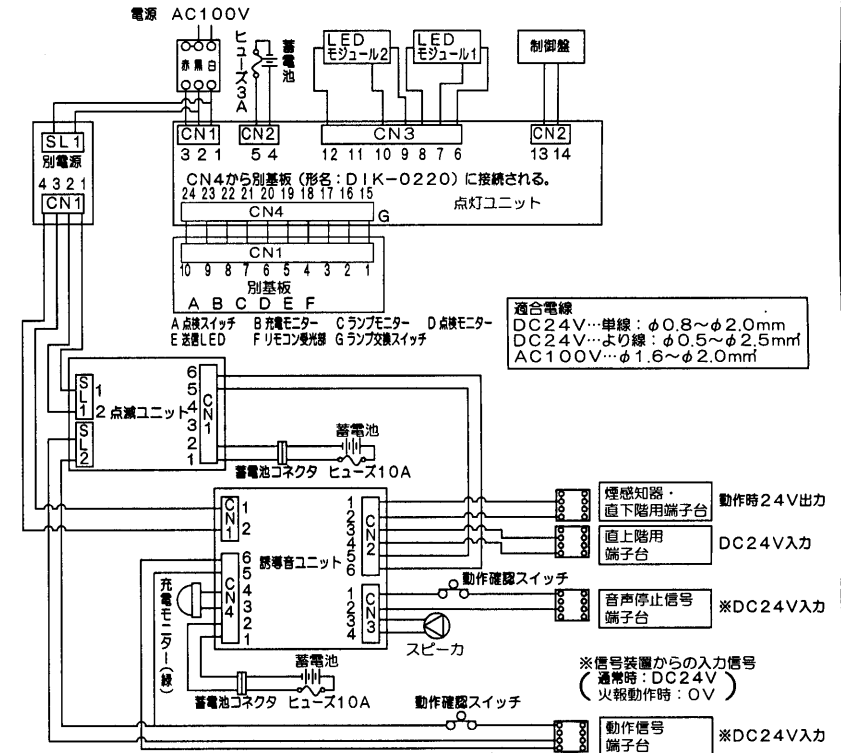 電源 AC100V
赤 黒 白
ヒューズ3A
蓄電池
LED
モジュール2
LED
モジュール1
制御盤
SL1
別電源
4 3 2 1
CN1
CN1
3 2 1
CN2
5 4
CN3
12 11 10 9 8 7 6
CN2
13 14
CN4から別基板(形名:DIK-0220)に接続される。
24 23 22 21 20 19 18 17 16 15
CN4
G
点灯ユニット
CN1
10 9 8 7 6 5 4 3 2 1
別基板
A B C D E F
A 点検スイッチ B 充電モニター C ランプモニター D 点検モニター
E 送信LED F リモコン受光部 G ランプ交換スイッチ
適合電線
DC24V…単線:φ0.8~φ2.0mm
DC24V…より線:φ0.5~φ2.5mm²
AC100V…φ1.6~φ2.0mm
SL1
1
2
点滅ユニット
SL2
6
5
4
3
2
1
CN1
蓄電池
蓄電池コネクタ ヒューズ10A
CN1
1
2
誘導音ユニット
1
2
3
4
5
6
CN2
6
5
4
3
2
1
CN4
充電モニター(緑)
1
2
3
4
CN3
スピーカ
動作確認スイッチ
蓄電池
蓄電池コネクタ ヒューズ10A
煙感知器・
直下階用端子台
動作時24V出力
直上階用
端子台
DC24V入力
音声停止信号
端子台
※DC24V入力
※信号装置からの入力信号
(通常時:DC24V
火報動作時:0V)
動作確認スイッチ
動作信号
端子台
※DC24V入力